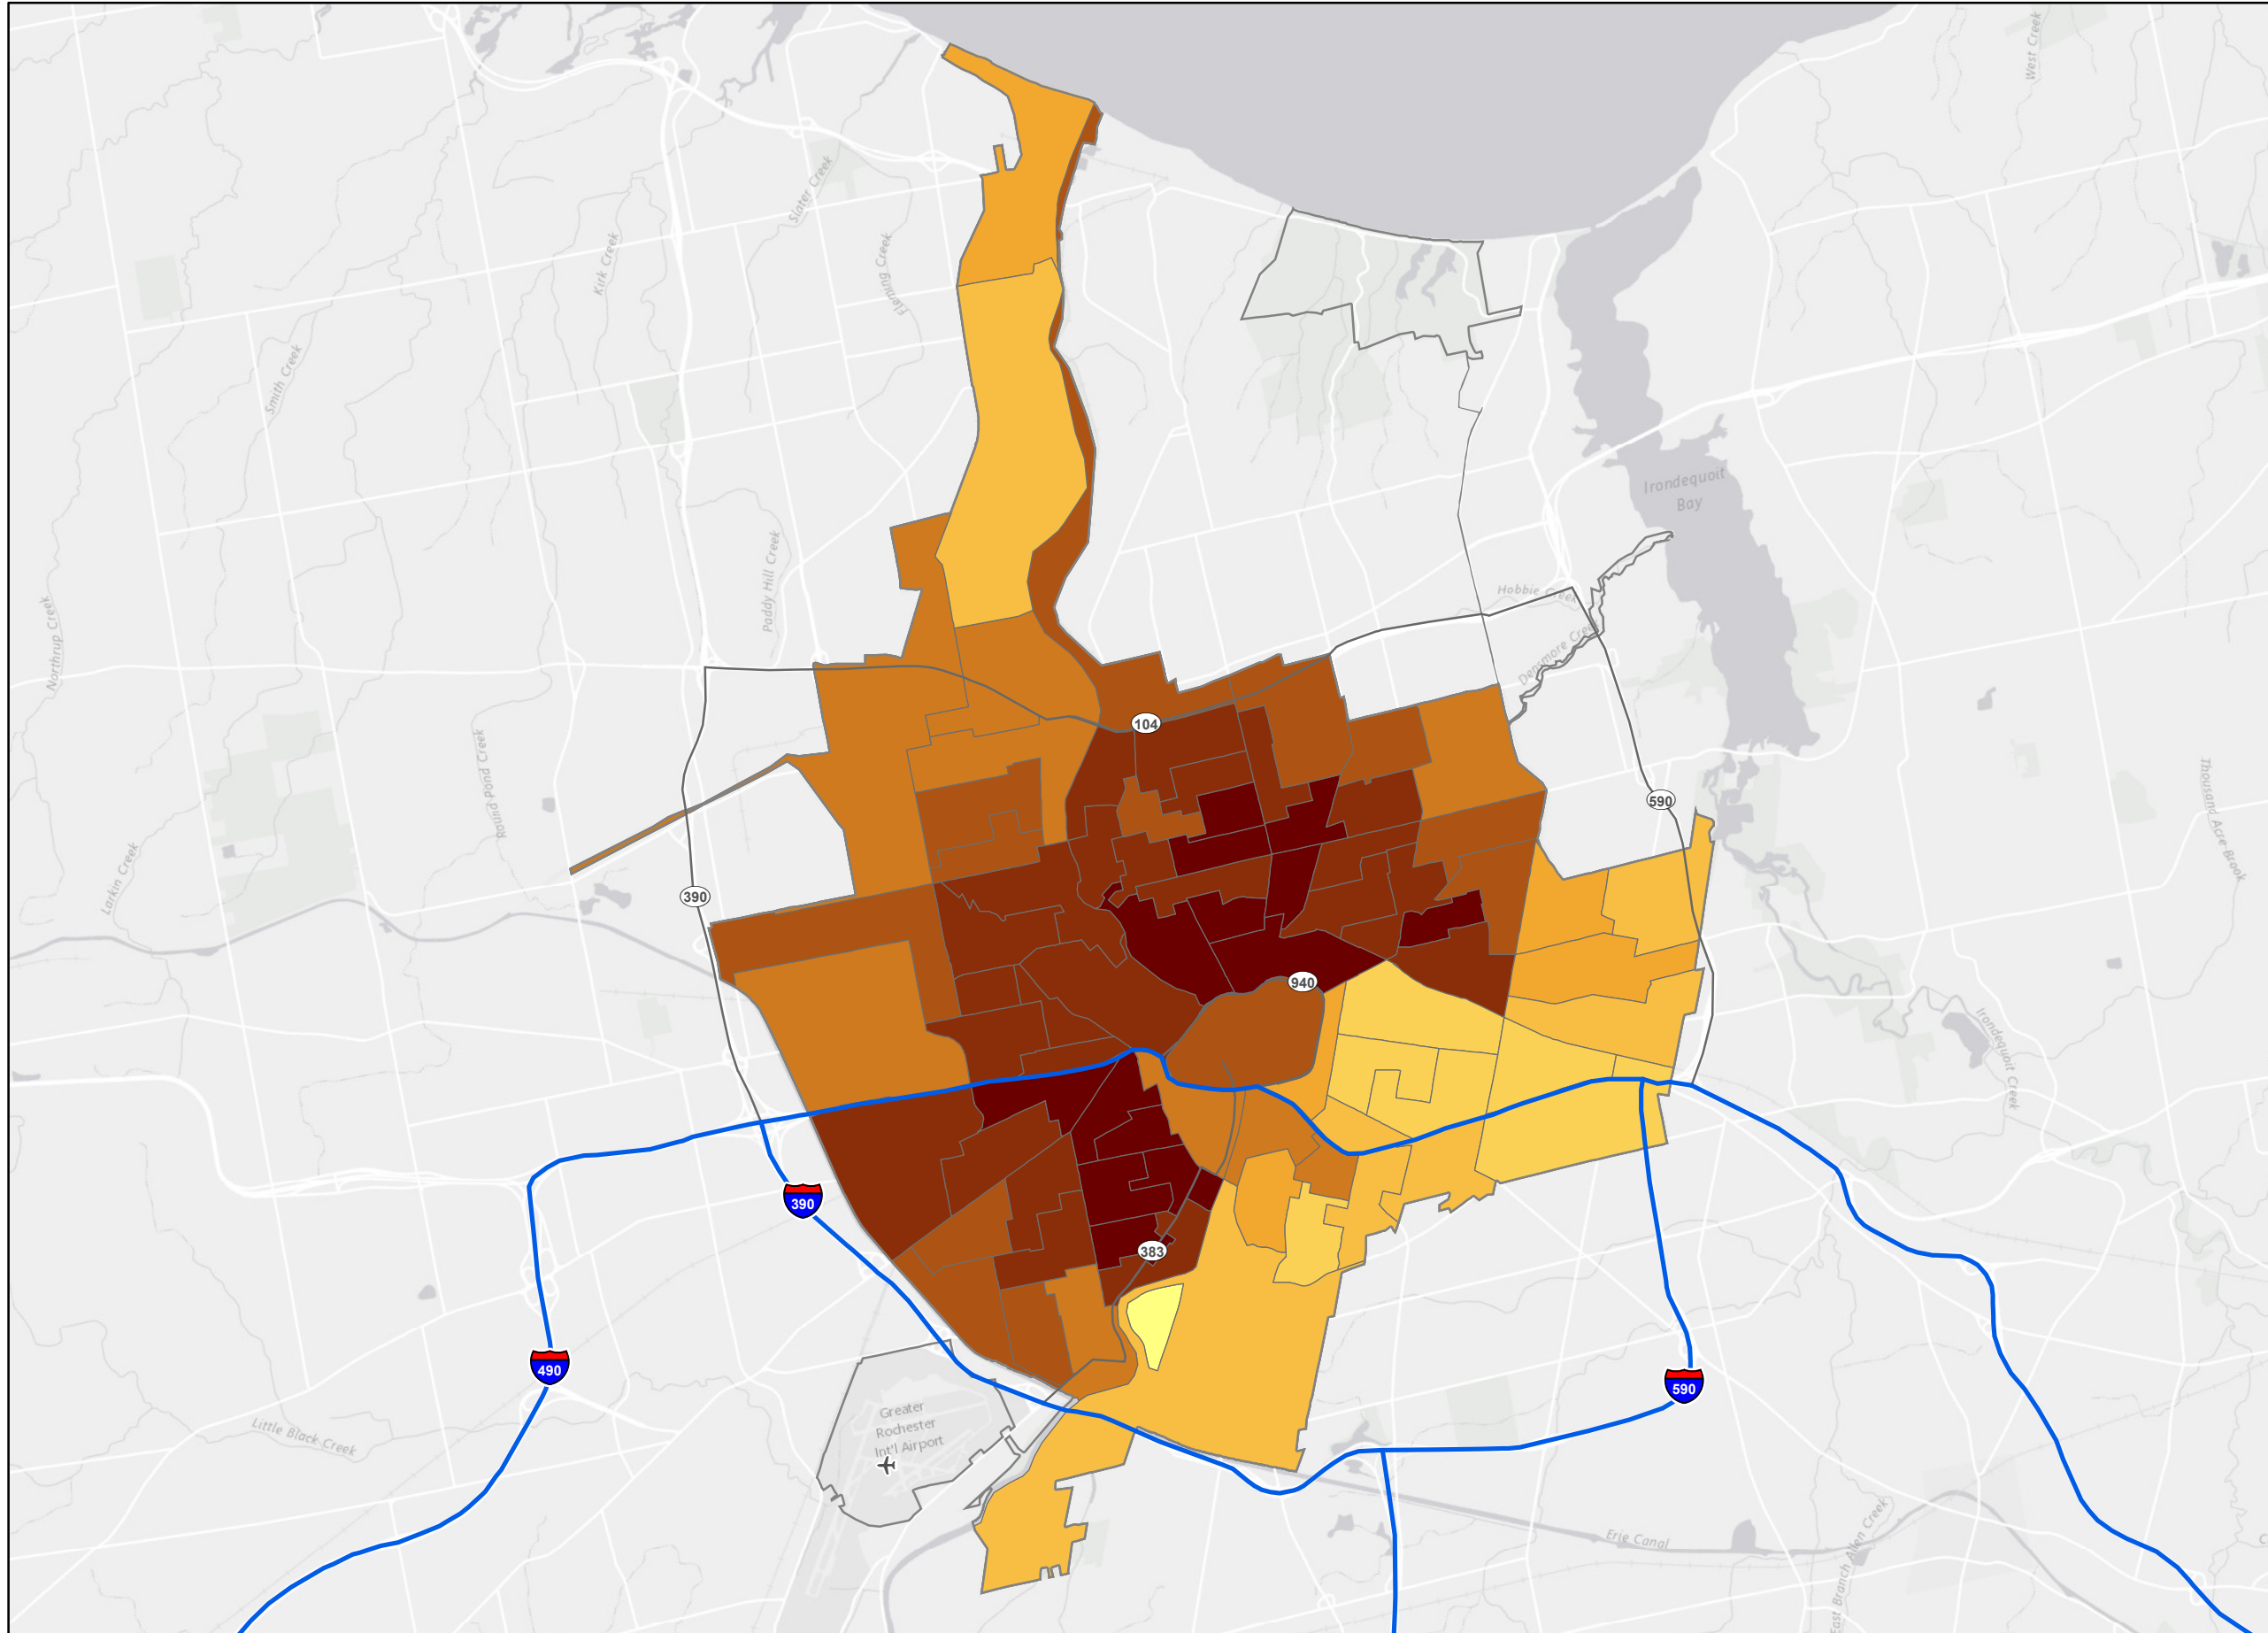 West Creek
Slater Creek
Kirk Creek
Fleming Creek
Smith Creek
Irondequoit
Bay
Paddy Hill Creek
Hobbie Creek
Northrup Creek
Densmore Creek
104
Round Pond Creek
590
Thousand Acre Brook
Larkin Creek
390
940
Irondequoit Creek
390
383
490
590
Greater
Rochester
Int'l Airport
Little Black Creek
Erie Canal
East Branch Allen Creek